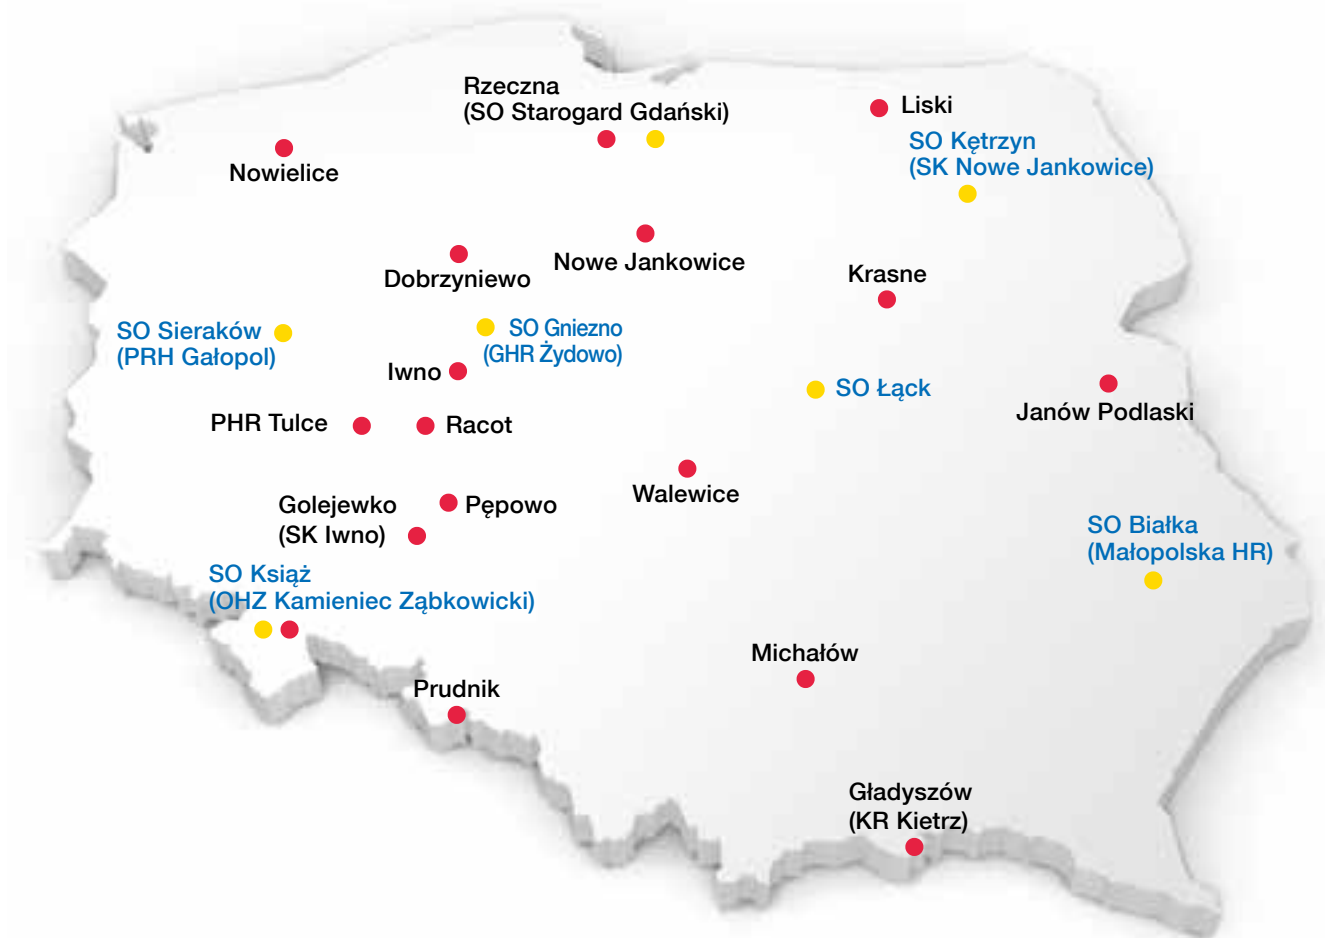 Rzeczna
(SO Starogard Gdański)
Liski
SO Kętrzyn
(SK Nowe Jankowice)
Nowielice
Nowe Jankowice
Dobrzyniewo
Krasne
SO Sieraków
(PRH Gałopol)
SO Gniezno
(GHR Żydowo)
Iwno
SO Łąck
Janów Podlaski
PHR Tulce
Racot
Walewice
Golejewko
(SK Iwno)
Pępowo
SO Białka
(Małopolska HR)
SO Książ
(OHZ Kamieniec Ząbkowicki)
Michałów
Prudnik
Gładyszów
(KR Kietrz)